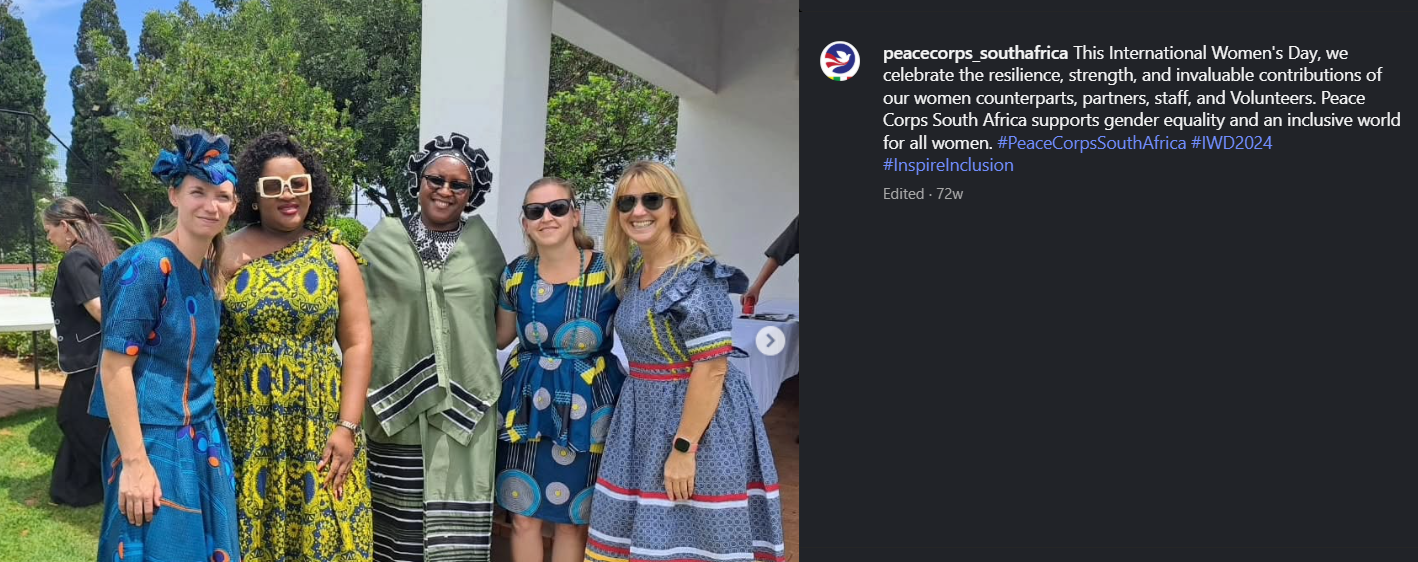 peacecorps_southafrica This International Women's Day, we
celebrate the resilience, strength, and invaluable contributions of
our women counterparts, partners, staff, and Volunteers. Peace
Corps South Africa supports gender equality and an inclusive world
for all women. #PeaceCorpsSouthAfrica #IWD2024
#InspireInclusion
Edited · 72w